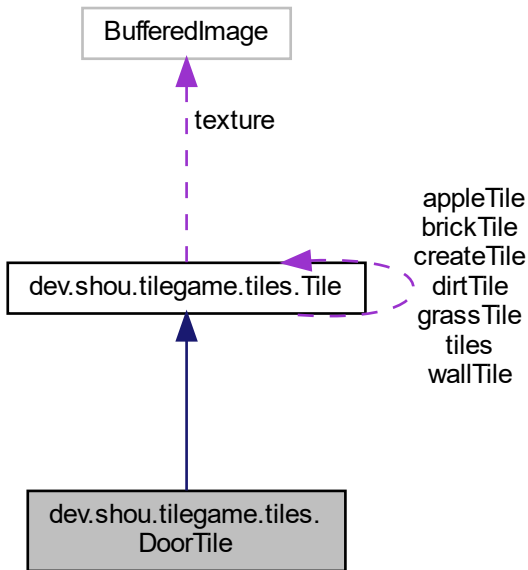 BufferedImage
texture
appleTile
brickTile
createTile
dirtTile
grassTile
tiles
wallTile
dev.shou.tilegame.tiles.Tile
dev.shou.tilegame.tiles.
DoorTile